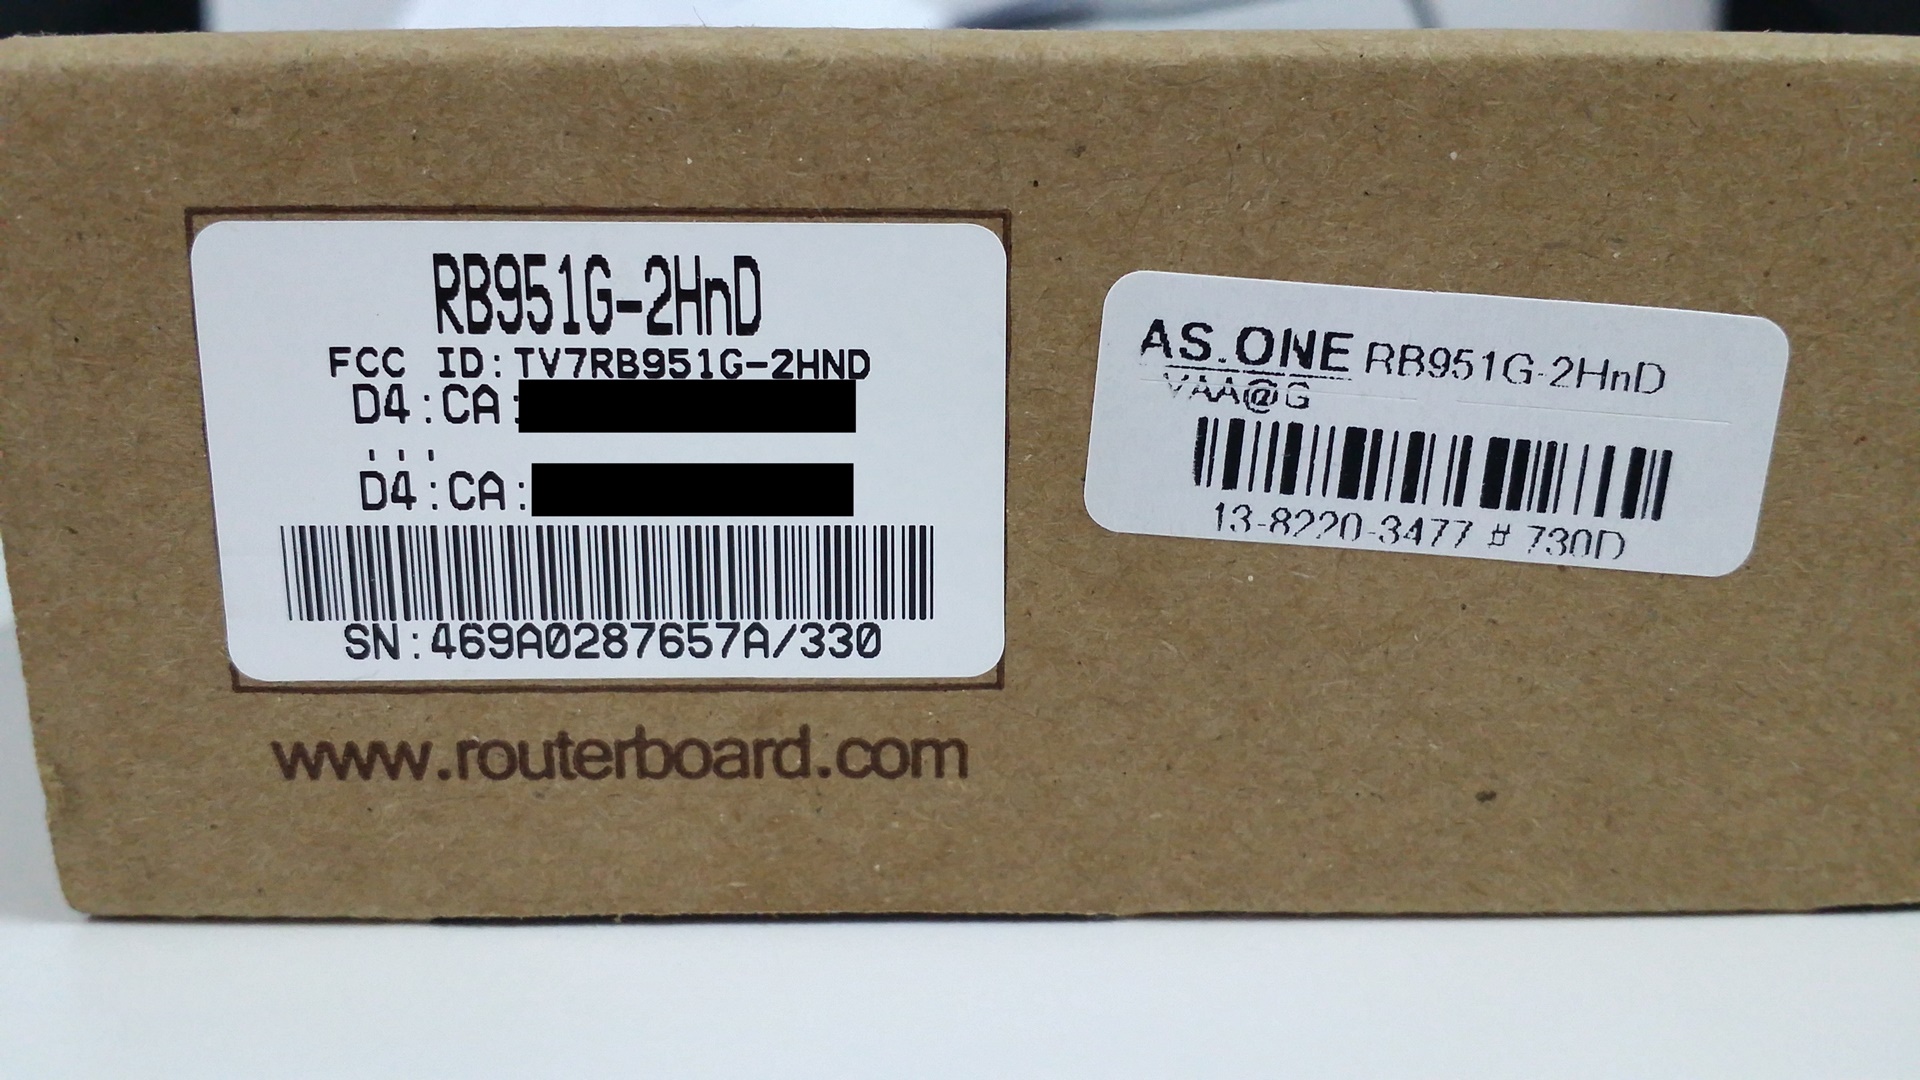 RB951G-2HnD
FCC ID:TV7RB951G-2HND
D4:CA:
...
D4:CA:
SN:469A0287657A/330
www.routerboard.com
AS.ONE RB951G-2HnD
VAA@G
13-8220-3477 # 730D